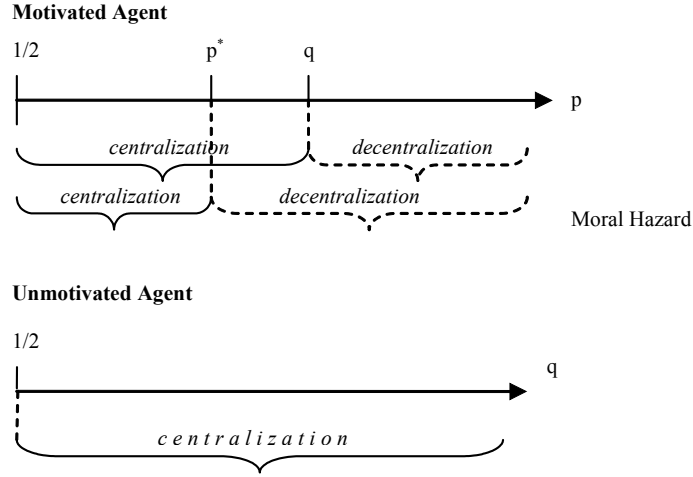 Motivated Agent
1/2 p* q
p
centralization decentralization
centralization decentralization
Moral Hazard
Unmotivated Agent
1/2
q
centralization